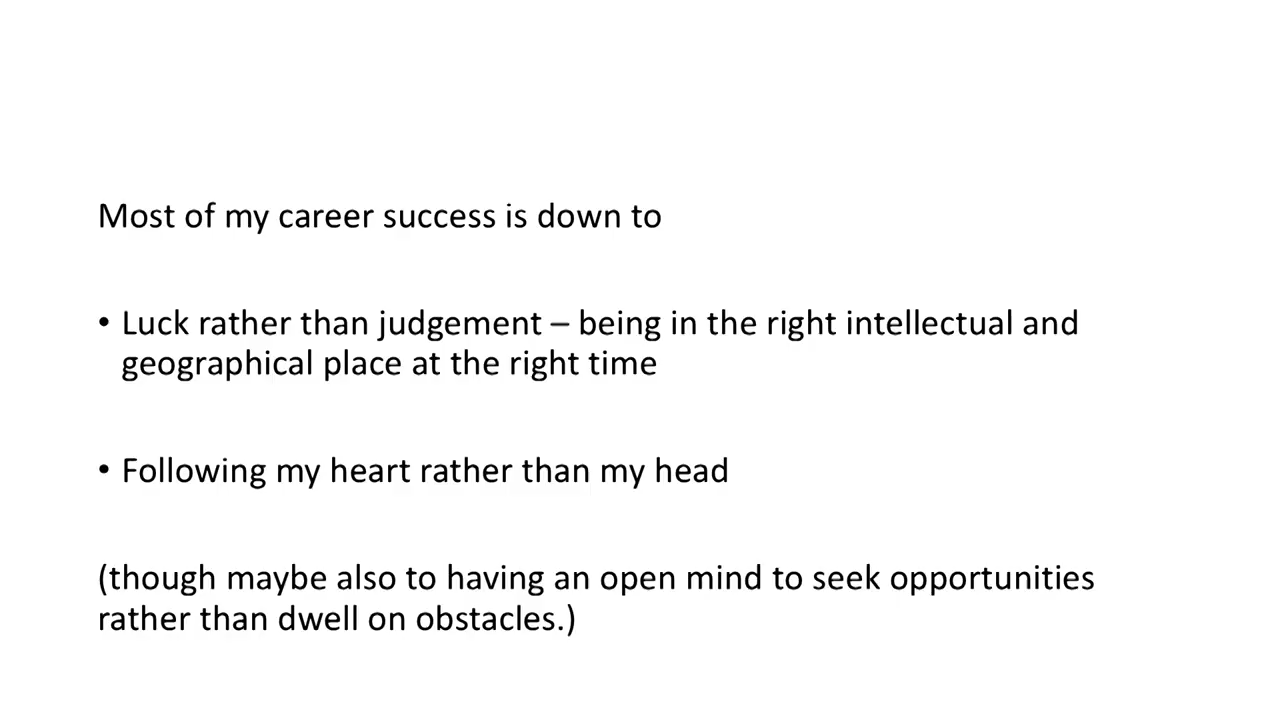 Most of my career success is down to
• Luck rather than judgement – being in the right intellectual and
geographical place at the right time
• Following my heart rather than my head
(though maybe also to having an open mind to seek opportunities
rather than dwell on obstacles.)